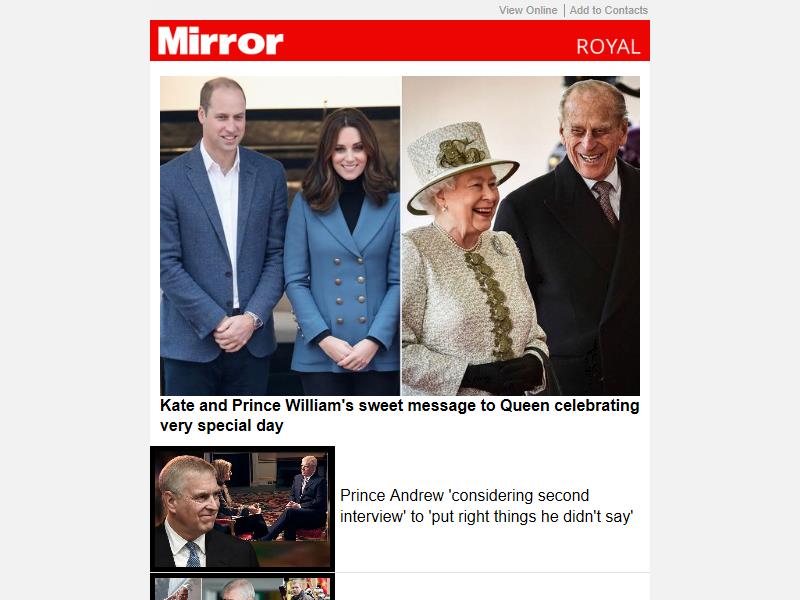 View Online | Add to Contacts
Mirror
ROYAL
Kate and Prince William's sweet message to Queen celebrating
very special day
Prince Andrew 'considering second
interview' to 'put right things he didn't say'